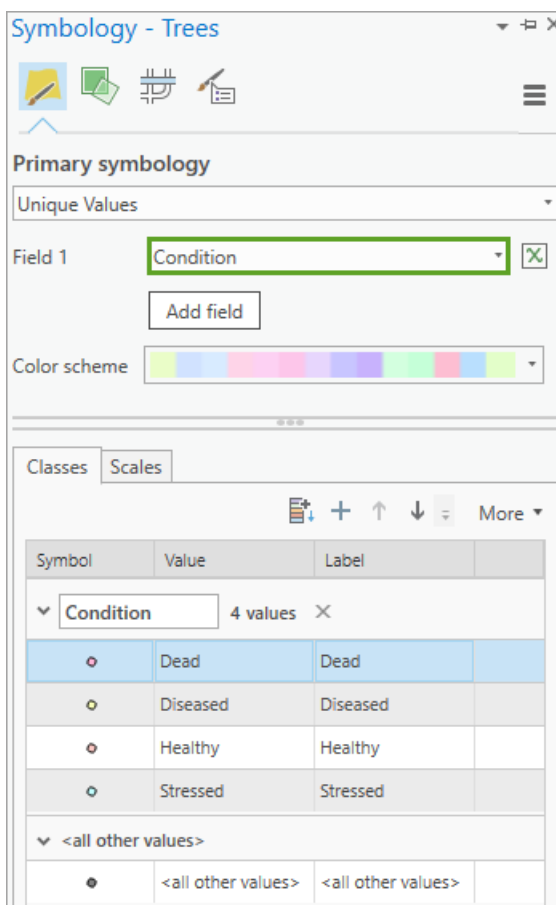 Symbology - Trees
Primary symbology
Unique Values
Field 1 Condition
Add field
Color scheme
Classes Scales
More
Symbol Value Label
Condition 4 values
Dead Dead
Diseased Diseased
Healthy Healthy
Stressed Stressed
<all other values>
<all other values> <all other values>